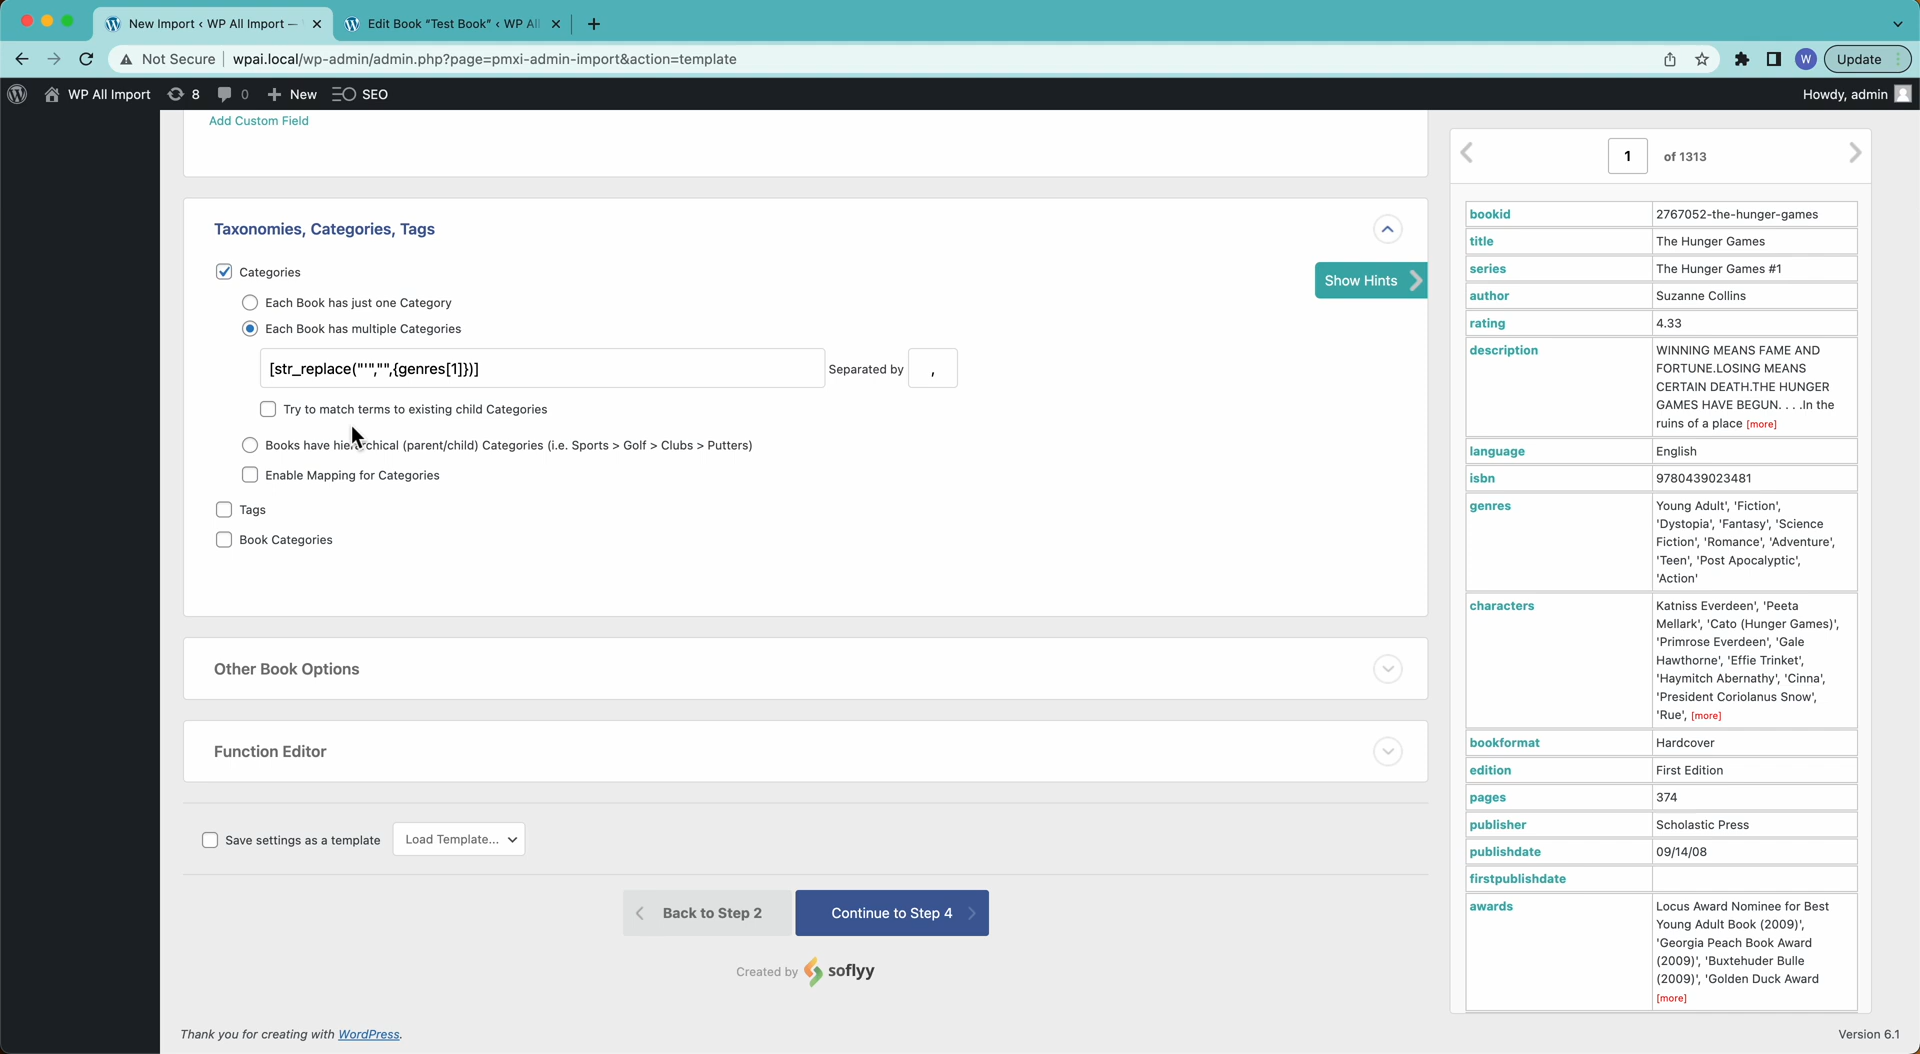 New Import ‹ WP All Import —
Edit Book “Test Book” ‹ WP Al
Not Secure
wpai.local/wp-admin/admin.php?page=pmxi-admin-import&action=template
W
Update
WP All Import
8
0
New
SEO
Howdy, admin
Add Custom Field
Taxonomies, Categories, Tags
Categories
Show Hints
Each Book has just one Category
Each Book has multiple Categories
[str_replace("'","",{genres[1]})]
Separated by
,
Try to match terms to existing child Categories
Books have hierarchical (parent/child) Categories (i.e. Sports > Golf > Clubs > Putters)
Enable Mapping for Categories
Tags
Book Categories
Other Book Options
Function Editor
Save settings as a template
Load Template...
Back to Step 2
Continue to Step 4
Created by
soflyy
Thank you for creating with WordPress.
Version 6.1
1
of 1313
bookid
2767052-the-hunger-games
title
The Hunger Games
series
The Hunger Games #1
author
Suzanne Collins
rating
4.33
description
WINNING MEANS FAME AND
FORTUNE.LOSING MEANS
CERTAIN DEATH.THE HUNGER
GAMES HAVE BEGUN. . . .In the
ruins of a place [more]
language
English
isbn
9780439023481
genres
Young Adult', 'Fiction',
'Dystopia', 'Fantasy', 'Science
Fiction', 'Romance', 'Adventure',
'Teen', 'Post Apocalyptic',
'Action'
characters
Katniss Everdeen', 'Peeta
Mellark', 'Cato (Hunger Games)',
'Primrose Everdeen', 'Gale
Hawthorne', 'Effie Trinket',
'Haymitch Abernathy', 'Cinna',
'President Coriolanus Snow',
'Rue', [more]
bookformat
Hardcover
edition
First Edition
pages
374
publisher
Scholastic Press
publishdate
09/14/08
firstpublishdate
awards
Locus Award Nominee for Best
Young Adult Book (2009)',
'Georgia Peach Book Award
(2009)', 'Buxtehuder Bulle
(2009)', 'Golden Duck Award
[more]